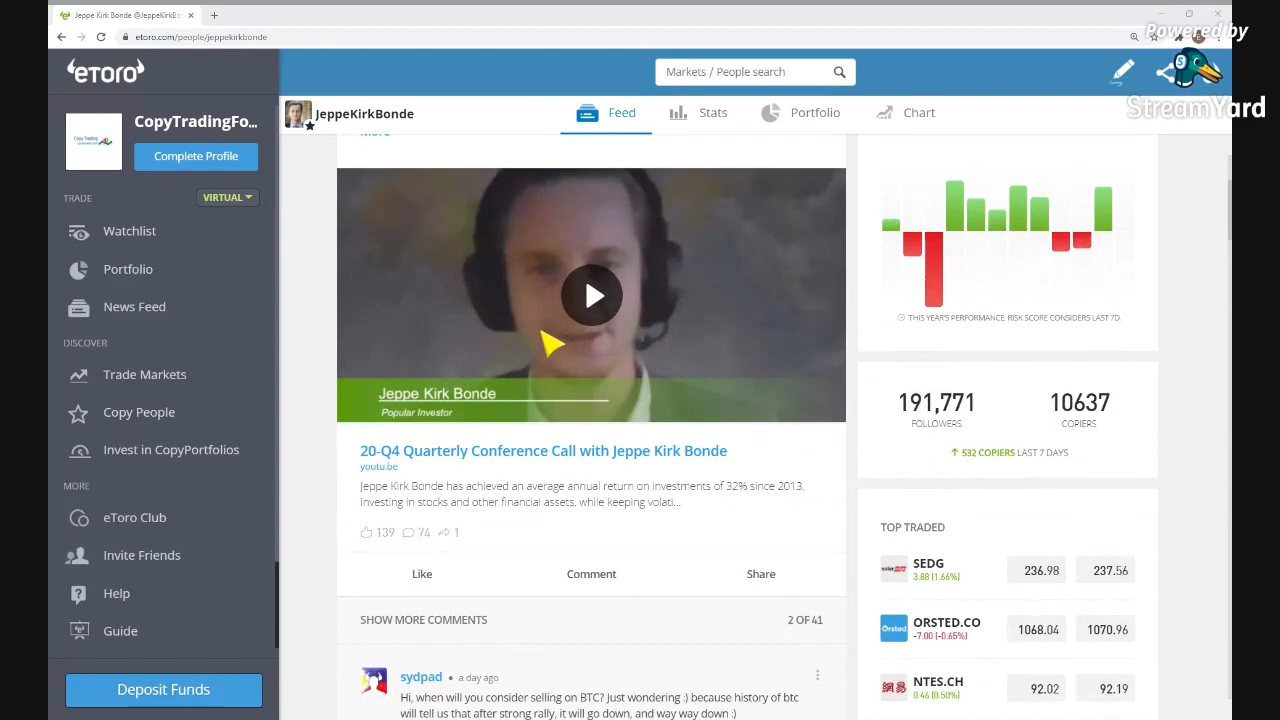 Jeppe Kirk Bonde @JeppeKirkBo
etoro.com/people/jeppekirkbonde
Powered by
StreamYard
eToro
Markets / People search
CopyTradingFo...
Complete Profile
JeppeKirkBonde
Feed
Stats
Portfolio
Chart
TRADE
VIRTUAL
Watchlist
Portfolio
News Feed
DISCOVER
Trade Markets
Copy People
Invest in CopyPortfolios
MORE
eToro Club
Invite Friends
Help
Guide
Deposit Funds
More
Jeppe Kirk Bonde
Popular Investor
20-Q4 Quarterly Conference Call with Jeppe Kirk Bonde
youtu.be
Jeppe Kirk Bonde has achieved an average annual return on investments of 32% since 2013,
investing in stocks and other financial assets, while keeping volati...
139 74 1
Like Comment Share
SHOW MORE COMMENTS 2 OF 41
sydpad • a day ago
Hi, when will you consider selling on BTC? Just wondering :) because history of btc
will tell us that after strong rally, it will go down, and way way down :)
THIS YEAR'S PERFORMANCE. RISK SCORE CONSIDERS LAST 7D.
191,771 10637
FOLLOWERS COPIERS
532 COPIERS LAST 7 DAYS
TOP TRADED
SEDG 236.98 237.56
3.88 (1.66%)
Orsted
ORSTED.CO 1068.04 1070.96
-7.00 (-0.65%)
NTES.CH 92.02 92.19
0.46 (0.50%)